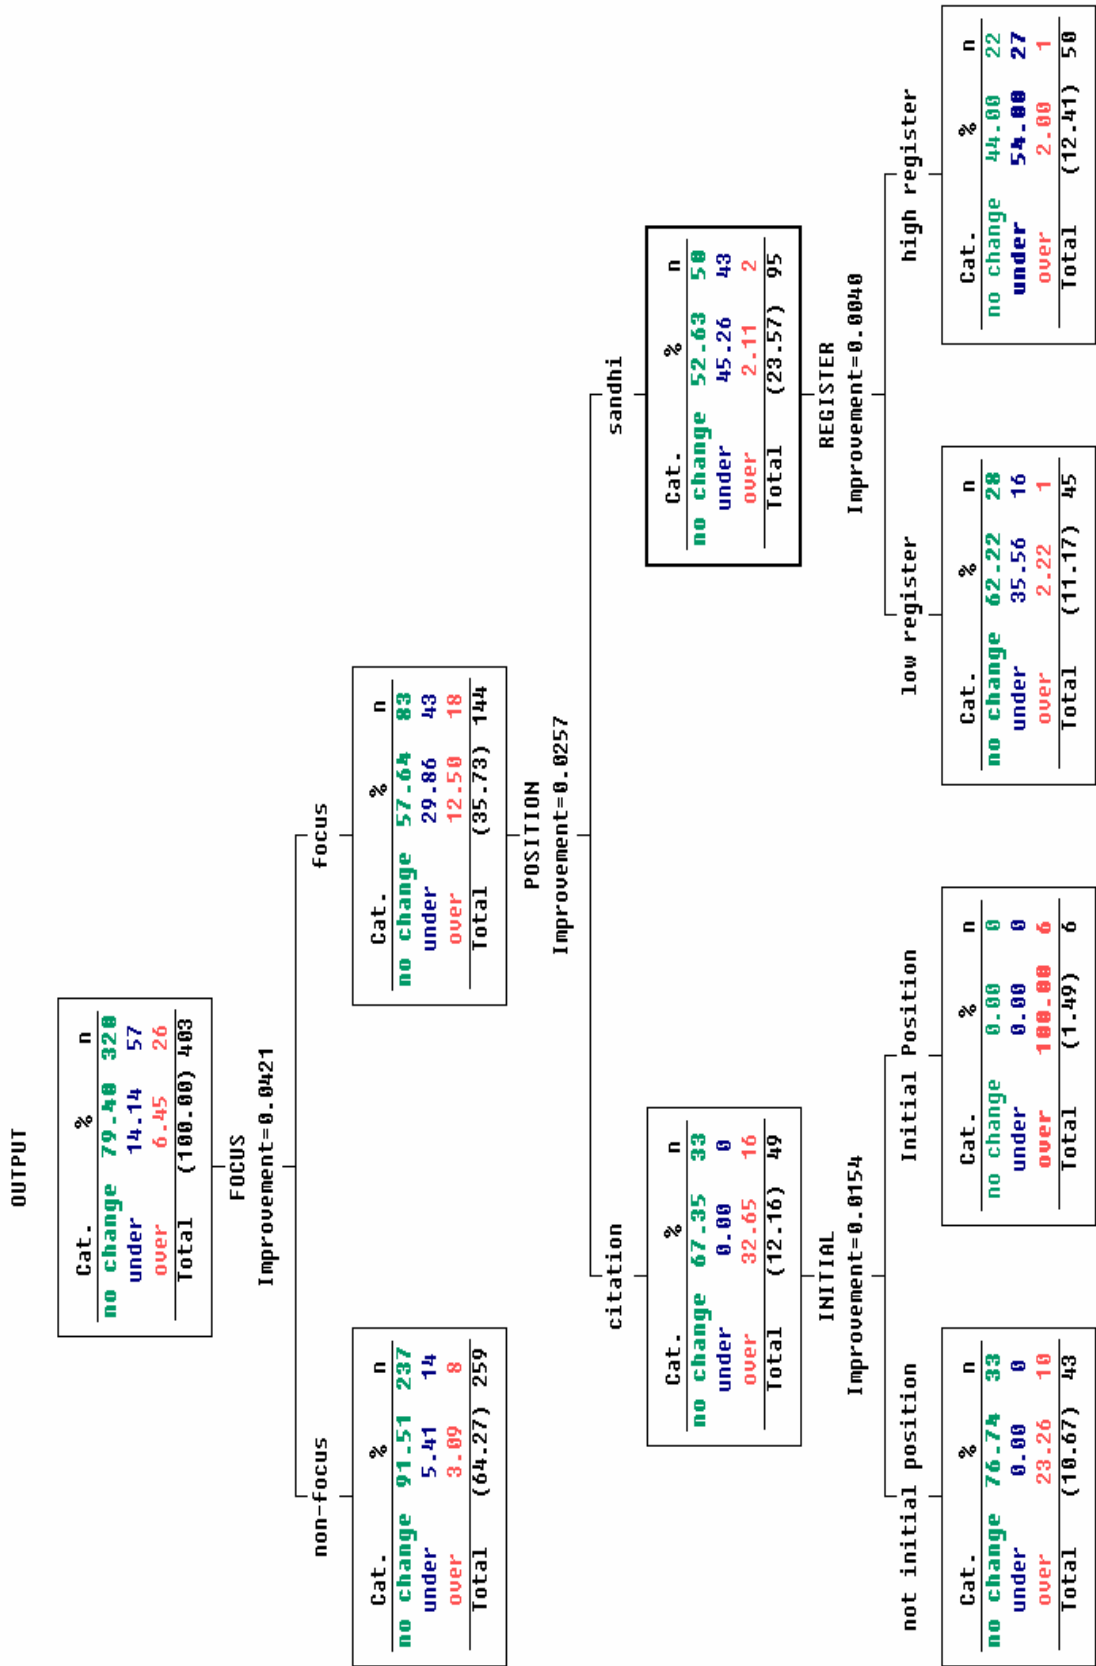 OUTPUT
Cat. % n
no change 79.40 320
under 14.14 57
over 6.45 26
Total (100.00) 403
FOCUS
Improvement=0.0421
non-focus
Cat. % n
no change 91.51 237
under 5.41 14
over 3.09 8
Total (64.27) 259
focus
Cat. % n
no change 57.64 83
under 29.86 43
over 12.50 18
Total (35.73) 144
POSITION
Improvement=0.0257
citation
Cat. % n
no change 67.35 33
under 0.00 0
over 32.65 16
Total (12.16) 49
INITIAL
Improvement=0.0154
sandhi
Cat. % n
no change 52.63 50
under 45.26 43
over 2.11 2
Total (23.57) 95
REGISTER
Improvement=0.0040
not initial position
Cat. % n
no change 76.74 33
under 0.00 0
over 23.26 10
Total (10.67) 43
Initial Position
Cat. % n
no change 0.00 0
under 0.00 0
over 100.00 6
Total (1.49) 6
low register
Cat. % n
no change 62.22 28
under 35.56 16
over 2.22 1
Total (11.17) 45
high register
Cat. % n
no change 44.00 22
under 54.00 27
over 2.00 1
Total (12.41) 50